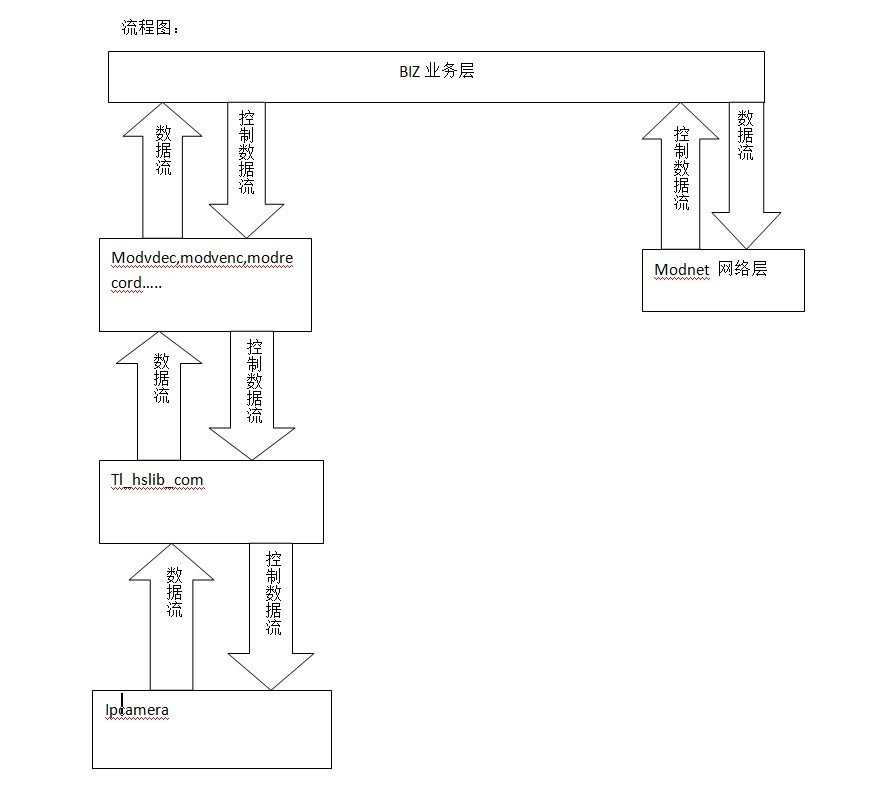 流程图：
BIZ 业务层
数据流
控制数据流
控制数据流
数据流
Modvdec,modvenc,modre
cord.....
Modnet 网络层
数据流
控制数据流
Tl_hslib_com
数据流
控制数据流
Ipcamera